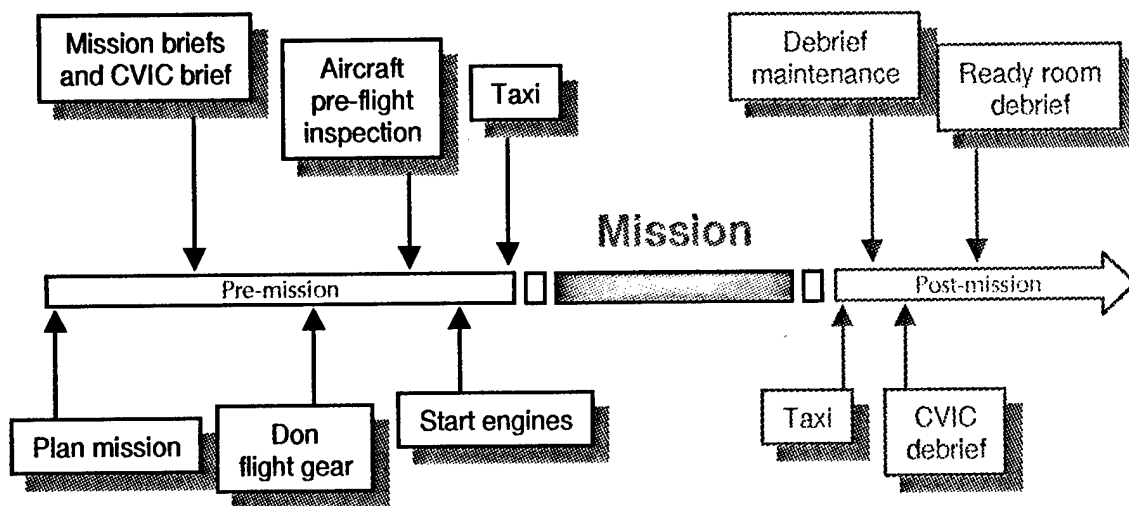 Mission briefs
and CVIC brief
Aircraft
pre-flight
inspection
Taxi
Debrief
maintenance
Ready room
debrief
Mission
Pre-mission
Post-mission
Plan mission
Don
flight gear
Start engines
Taxi
CVIC
debrief